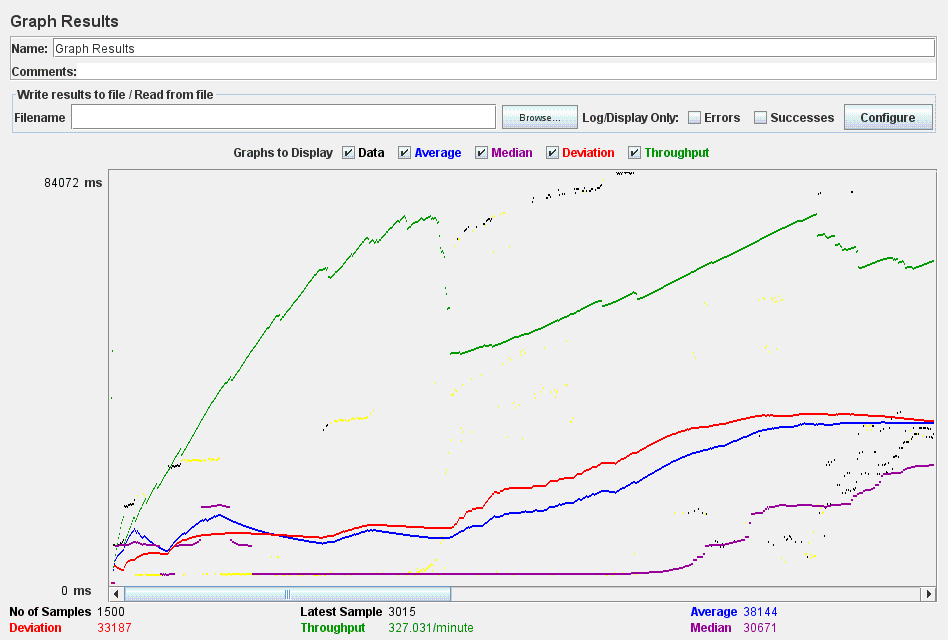 Graph Results
Name: Graph Results
Comments:
Write results to file / Read from file
Filename Browse... Log/Display Only: Errors Successes Configure
Graphs to Display Data Average Median Deviation Throughput
84072 ms
0 ms
No of Samples 1500 Latest Sample 3015 Average 38144
Deviation 33187 Throughput 327.031/minute Median 30671